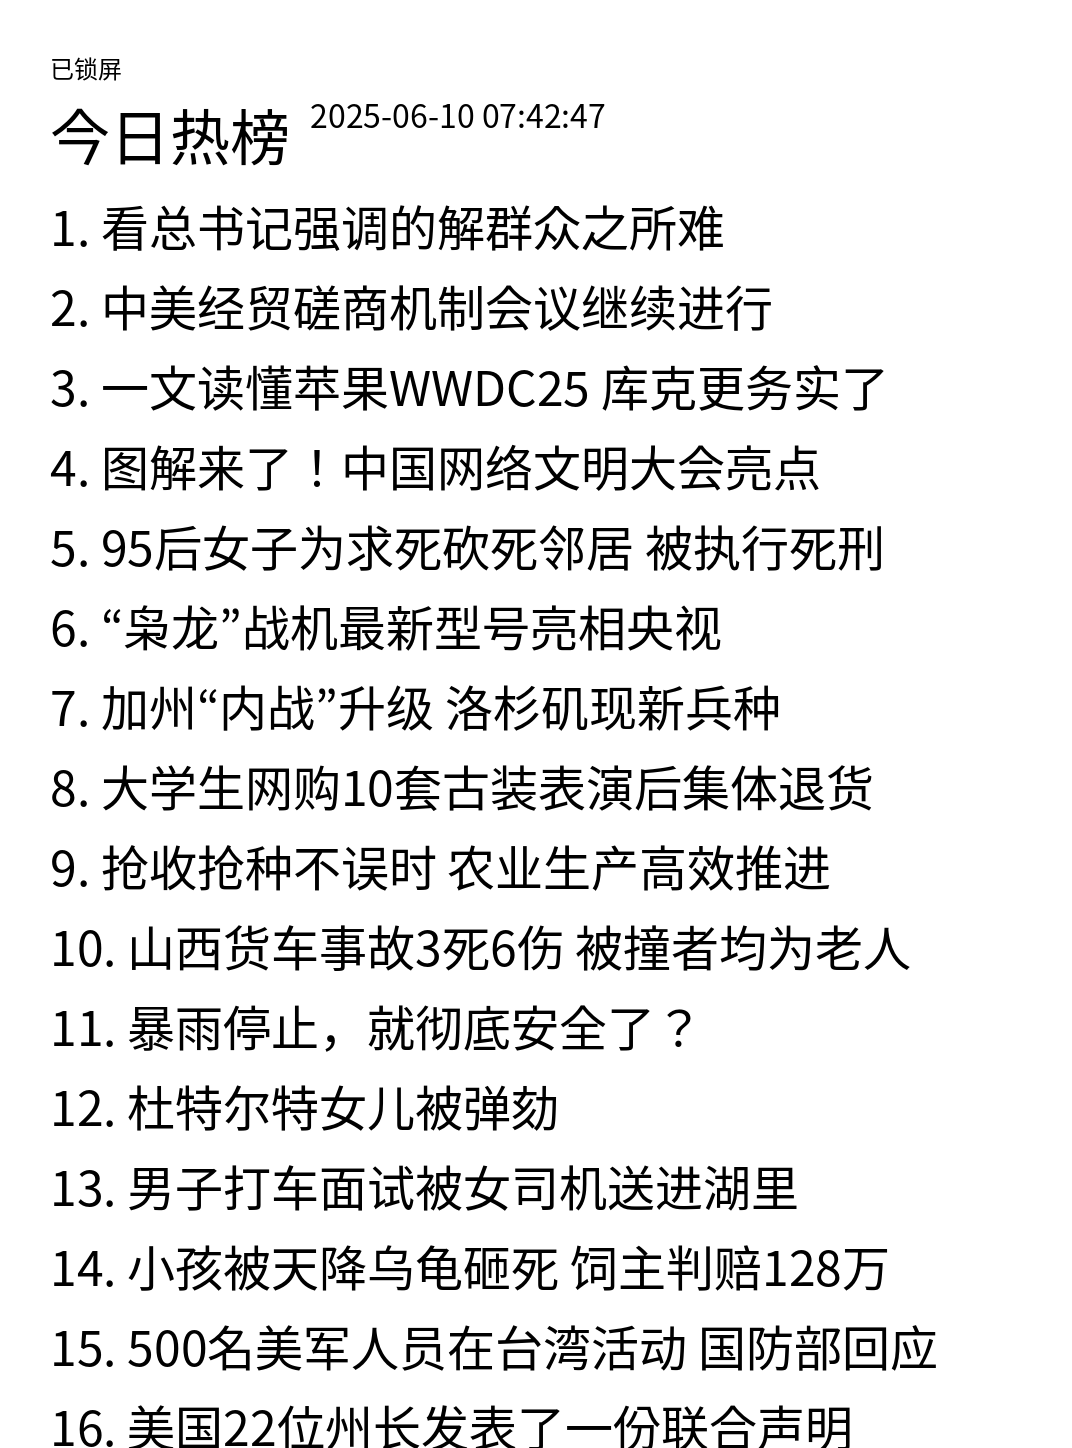 已锁屏
今日热榜 2025-06-10 07:42:47
1. 看总书记强调的解群众之所难
2. 中美经贸磋商机制会议继续进行
3. 一文读懂苹果WWDC25 库克更务实了
4. 图解来了！中国网络文明大会亮点
5. 95后女子为求死砍死邻居 被执行死刑
6. “枭龙”战机最新型号亮相央视
7. 加州“内战”升级 洛杉矶现新兵种
8. 大学生网购10套古装表演后集体退货
9. 抢收抢种不误时 农业生产高效推进
10. 山西货车事故3死6伤 被撞者均为老人
11. 暴雨停止，就彻底安全了？
12. 杜特尔特女儿被弹劾
13. 男子打车面试被女司机送进湖里
14. 小孩被天降乌龟砸死 饲主判赔128万
15. 500名美军人员在台湾活动 国防部回应
16. 美国22位州长发表了一份联合声明